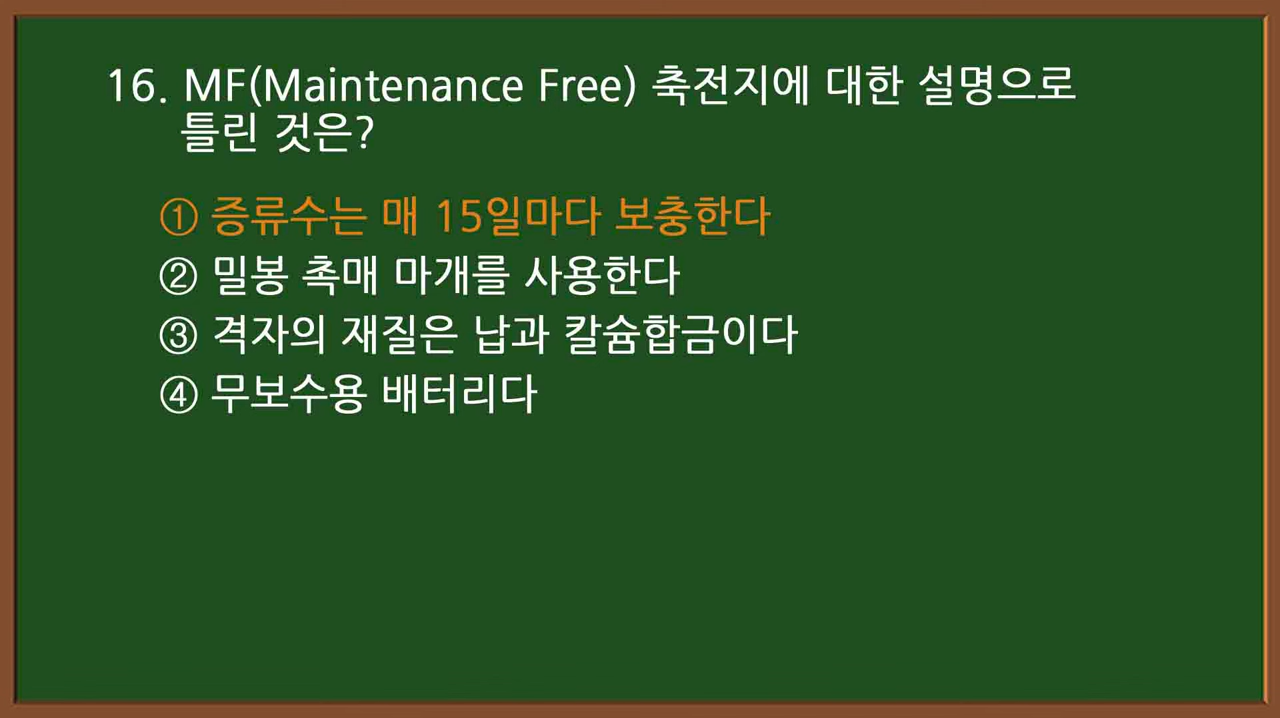 16. MF(Maintenance Free) 축전지에 대한 설명으로
틀린 것은?
① 증류수는 매 15일마다 보충한다
② 밀봉 촉매 마개를 사용한다
③ 격자의 재질은 납과 칼슘합금이다
④ 무보수용 배터리다